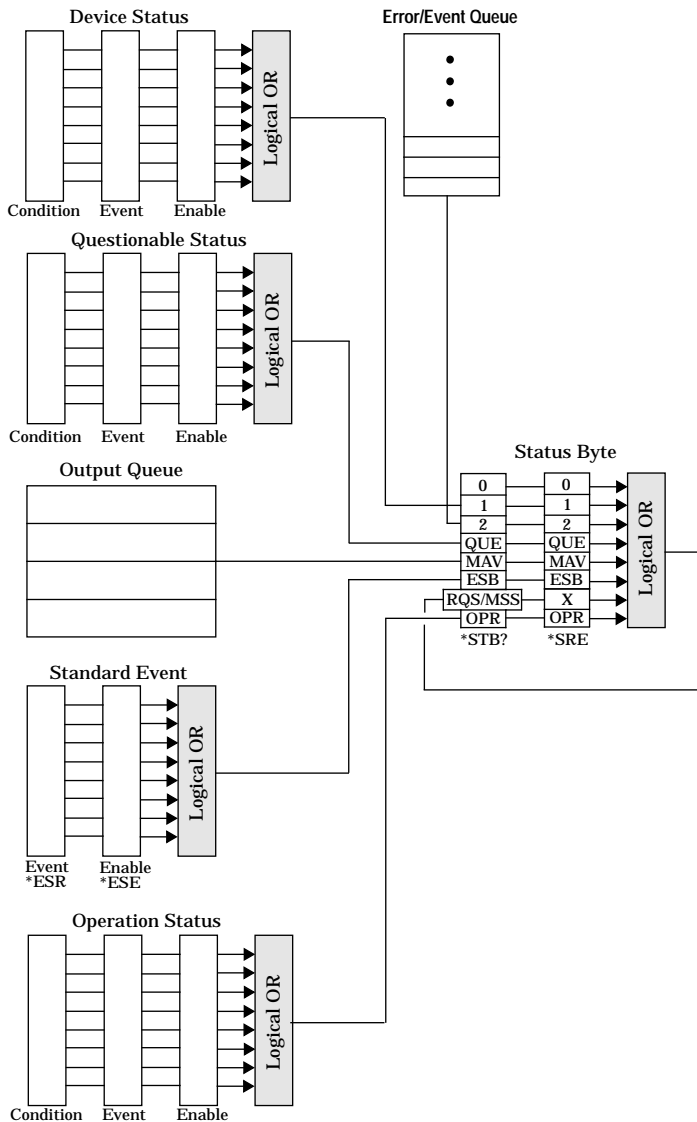 Device Status
Logical OR
Condition Event Enable
Error/Event Queue
Questionable Status
Logical OR
Condition Event Enable
Output Queue
Status Byte
0 0
1 1
2 2
QUE QUE
MAV MAV
ESB ESB
RQS/MSS X
OPR OPR
*STB? *SRE
Logical OR
Standard Event
Logical OR
Event Enable
*ESR *ESE
Operation Status
Logical OR
Condition Event Enable